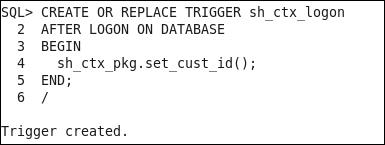 SQL> CREATE OR REPLACE TRIGGER sh_ctx_logon
  2  AFTER LOGON ON DATABASE
  3  BEGIN
  4    sh_ctx_pkg.set_cust_id();
  5  END;
  6  /
Trigger created.